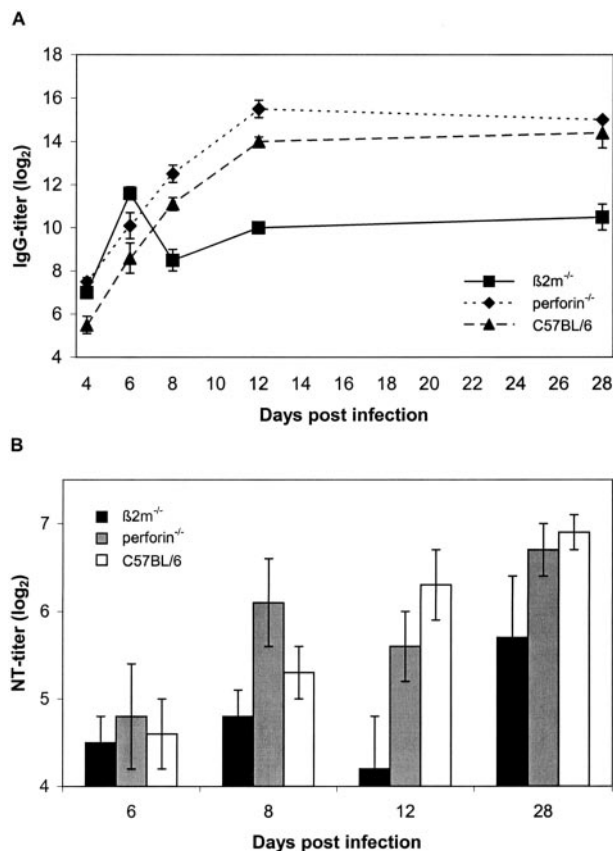 A
IgG-titer (log2)
18
16
14
12
10
8
6
4
4 6 8 10 12 14 16 18 20 22 24 26 28
Days post infection
ß2m-/-
perforin-/-
C57BL/6
B
NT-titer (log2)
7
6
5
4
ß2m-/-
perforin-/-
C57BL/6
6 8 12 28
Days post infection